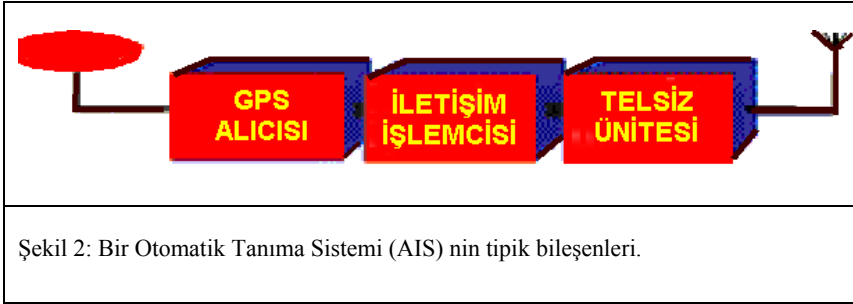 GPS
ALICISI
İLETİŞİM
İŞLEMCİSİ
TELSİZ
ÜNİTESİ
Şekil 2: Bir Otomatik Tanıma Sistemi (AIS) nin tipik bileşenleri.